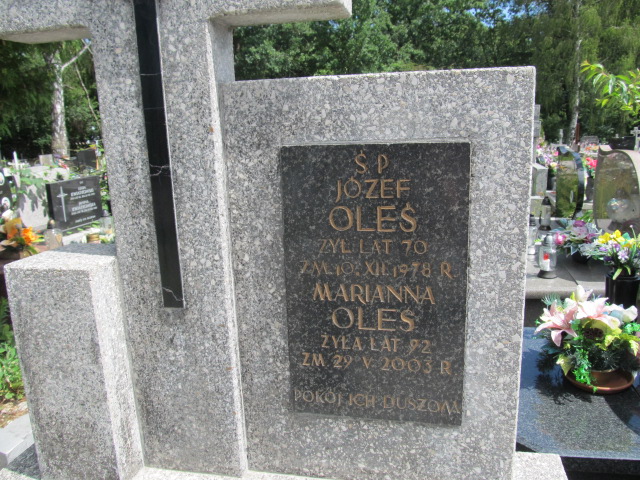 Ś P
JÓZEF
OLEŚ
ŻYŁ LAT 70
ZM. 10. XII. 1978 R
MARIANNA
OLEŚ
ŻYŁA LAT 92
ZM 29 V 2003 R.
POKÓJ ICH DUSZOM